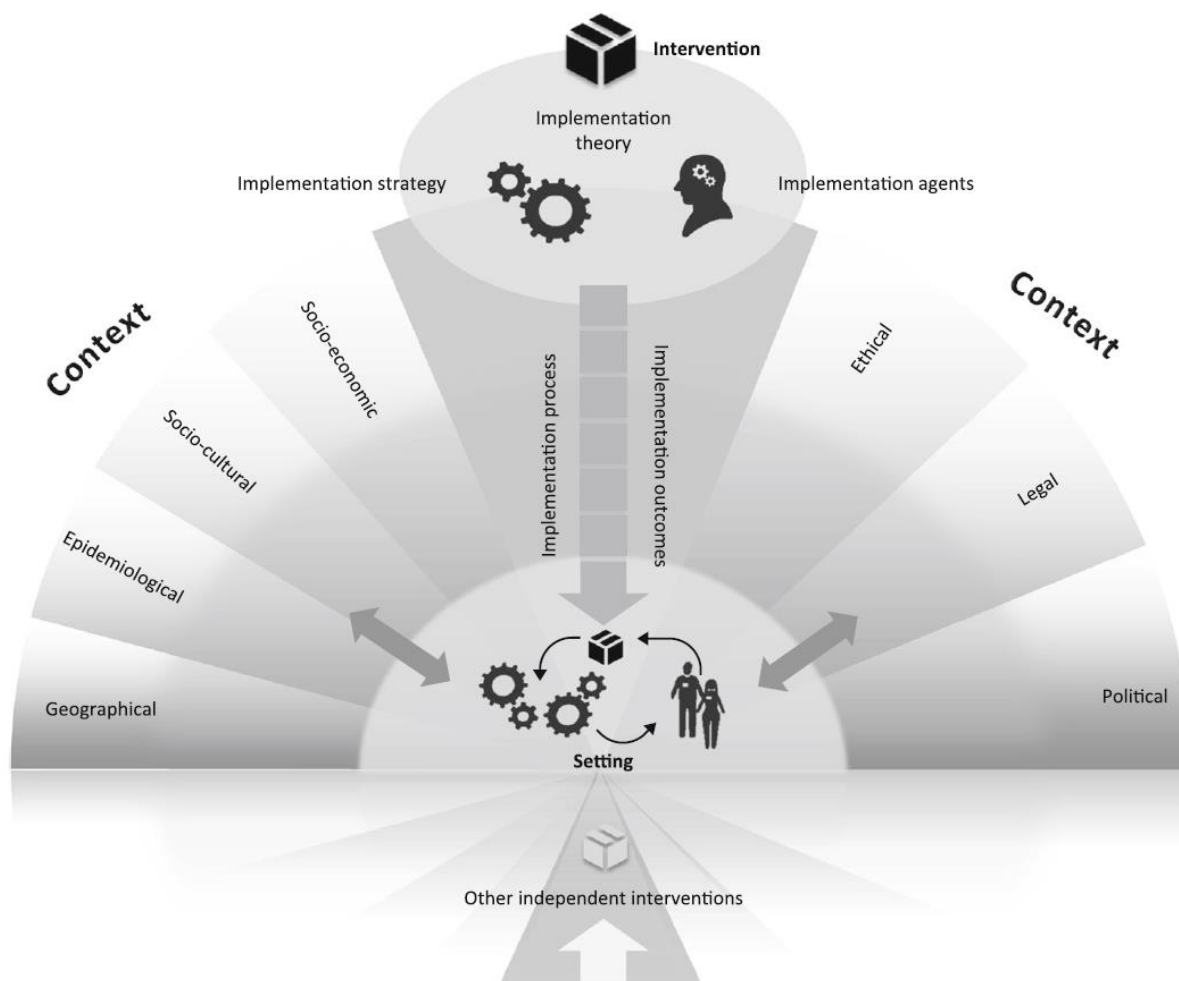 Intervention
Implementation
theory
Implementation strategy
Implementation agents
Context
Context
Socio-economic
Ethical
Socio-cultural
Legal
Epidemiological
Implementation process
Implementation outcomes
Geographical
Political
Setting
Other independent interventions